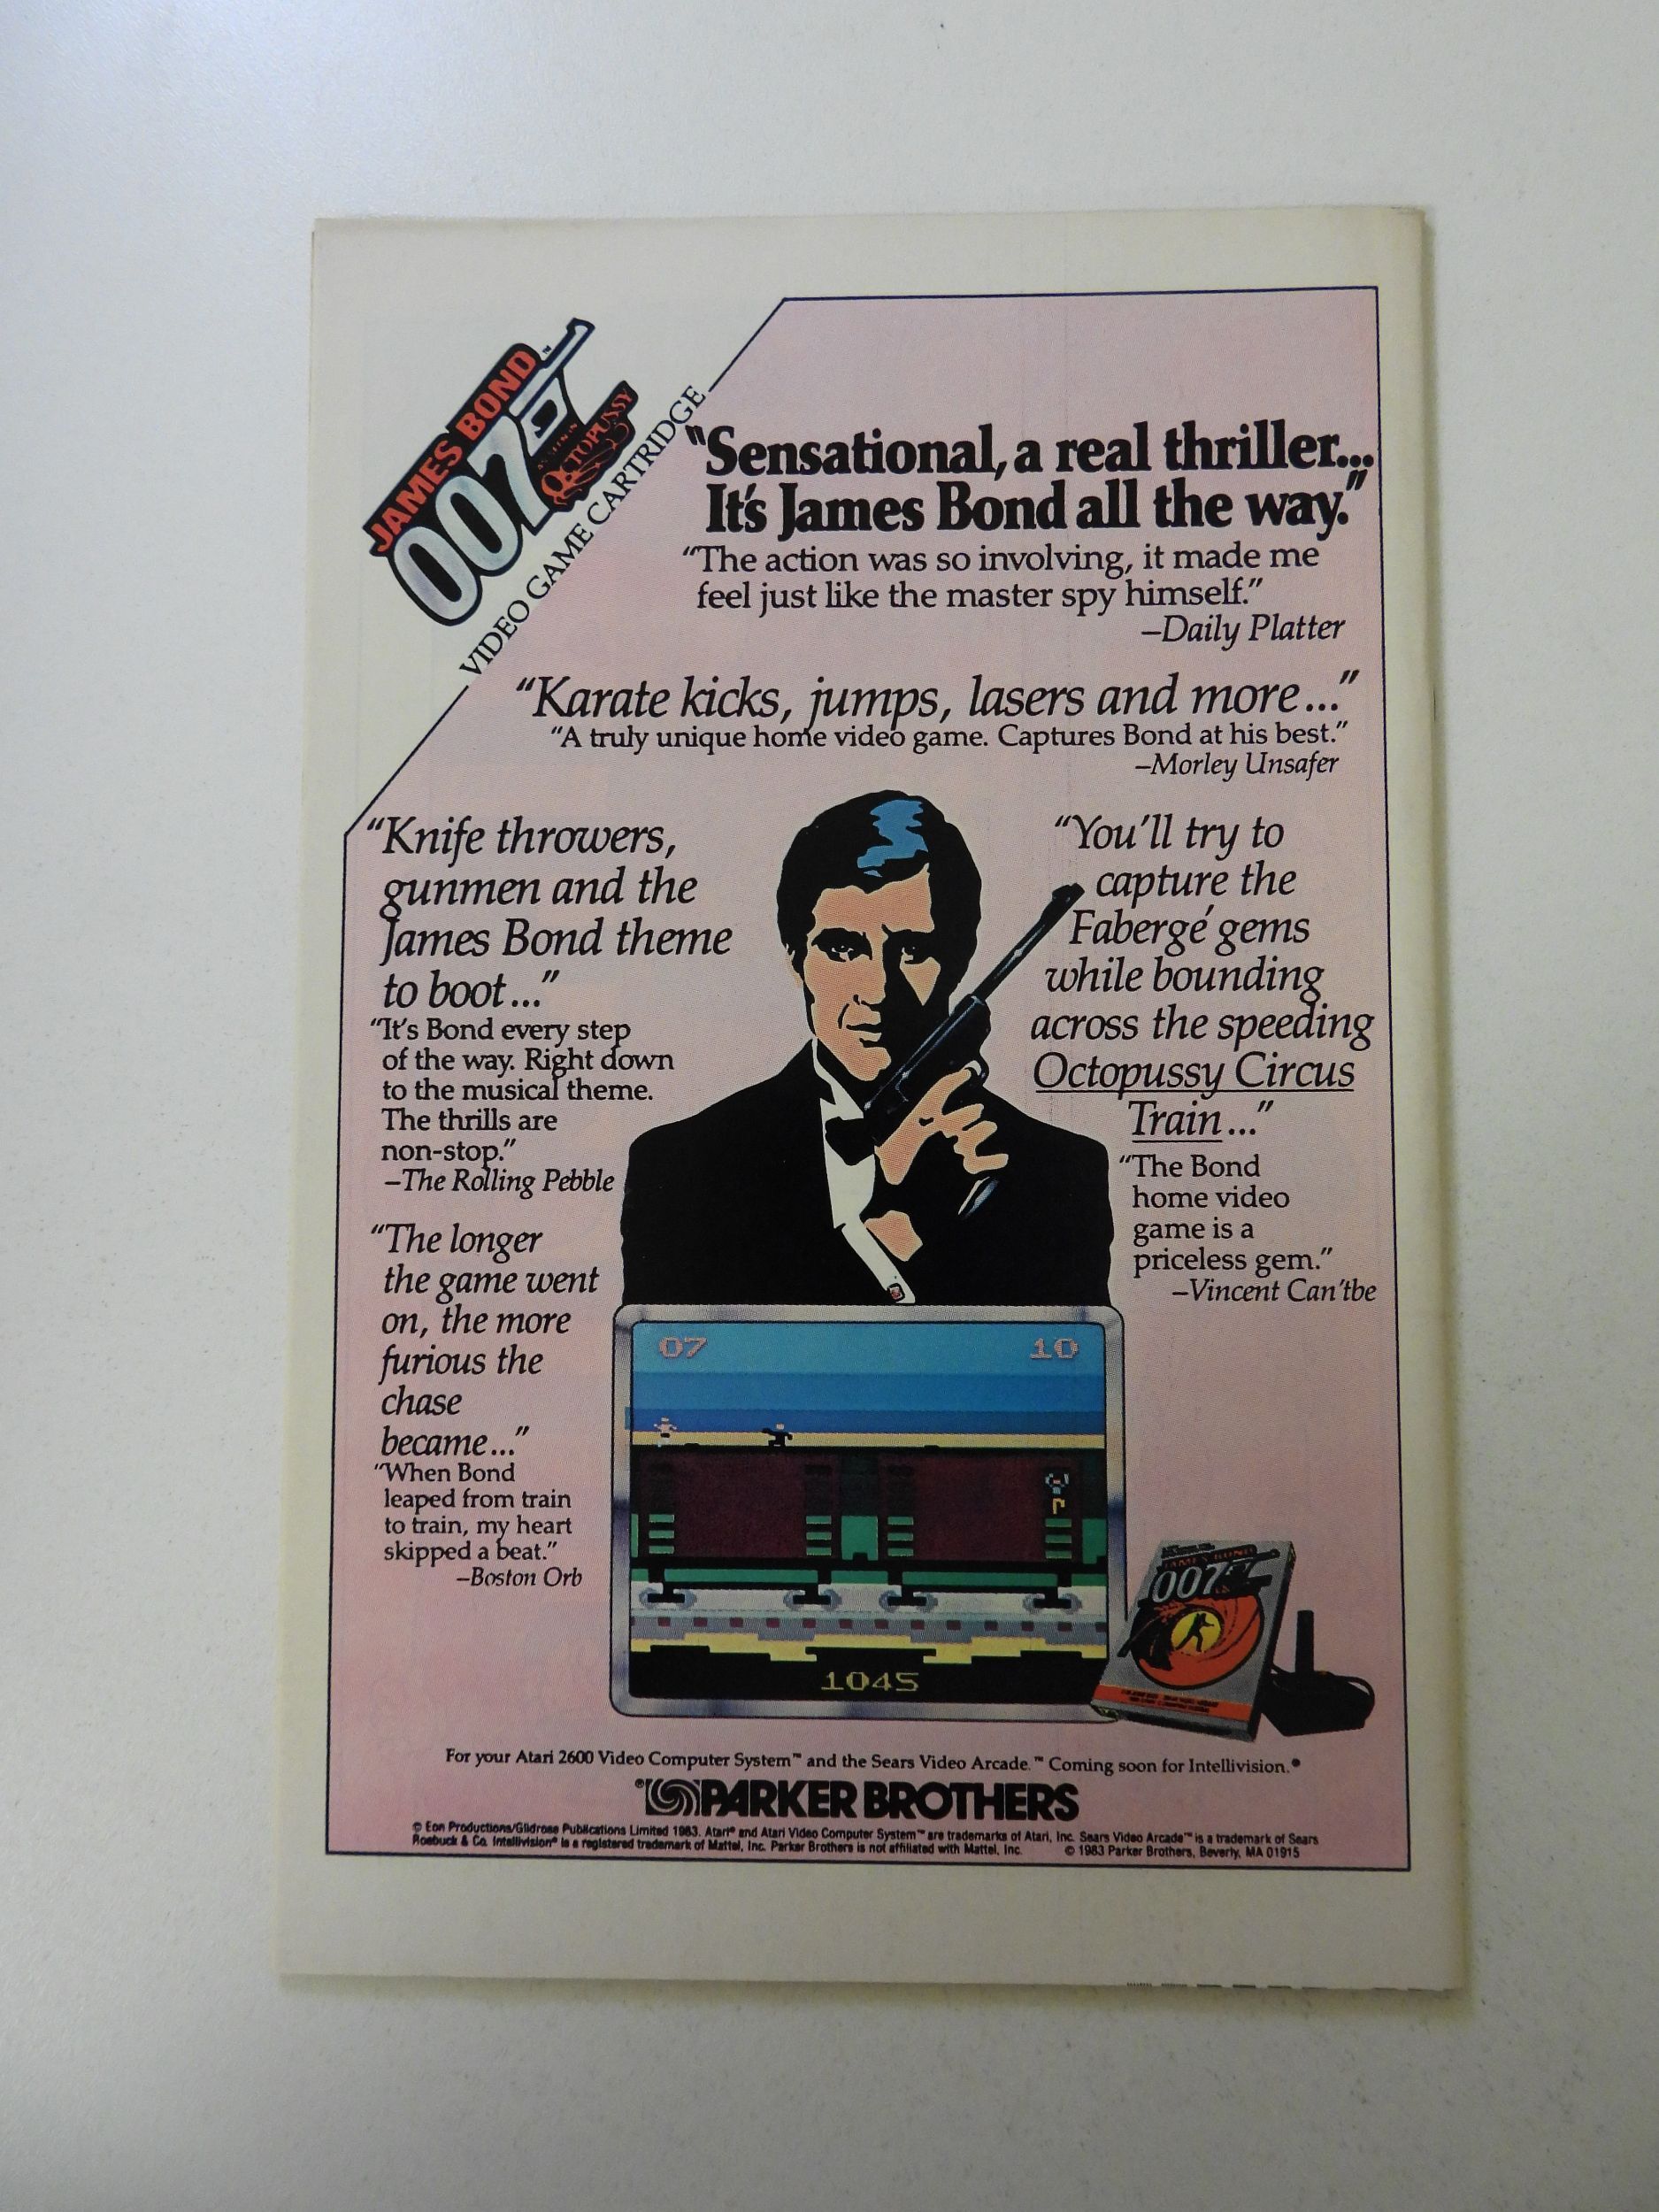 JAMES BOND™
007
AS SEEN IN
OCTOPUSSY
VIDEO GAME CARTRIDGE
"Sensational, a real thriller...
It's James Bond all the way."
"The action was so involving, it made me
feel just like the master spy himself."
–Daily Platter
"Karate kicks, jumps, lasers and more..."
"A truly unique home video game. Captures Bond at his best."
–Morley Unsafer
"Knife throwers,
gunmen and the
James Bond theme
to boot..."
"It's Bond every step
of the way. Right down
to the musical theme.
The thrills are
non-stop."
–The Rolling Pebble
"The longer
the game went
on, the more
furious the
chase
became..."
"When Bond
leaped from train
to train, my heart
skipped a beat."
–Boston Orb
"You'll try to
capture the
Fabergé gems
while bounding
across the speeding
Octopussy Circus
Train..."
"The Bond
home video
game is a
priceless gem."
–Vincent Can'tbe
07 10
1045
JAMES BOND
007
For your Atari 2600 Video Computer System™ and the Sears Video Arcade.™ Coming soon for Intellivision.®
PARKER BROTHERS
© Eon Productions/Glidrose Publications Limited 1983. Atari® and Atari Video Computer System™ are trademarks of Atari, Inc. Sears Video Arcade™ is a trademark of Sears
Roebuck & Co. Intellivision® is a registered trademark of Mattel, Inc. Parker Brothers is not affiliated with Mattel, Inc. © 1983 Parker Brothers, Beverly, MA 01915